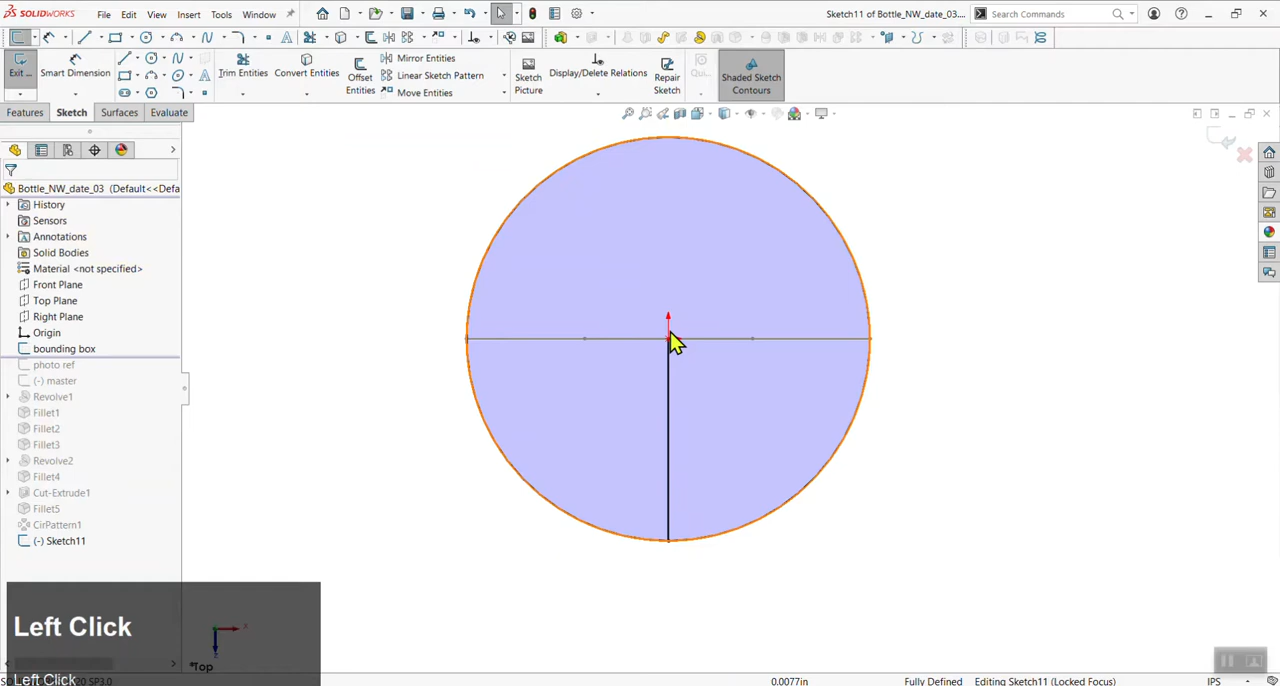 SOLIDWORKS
File Edit View Insert Tools Window
Sketch11 of Bottle_NW_date_03....
Search Commands
Exit ...
Smart Dimension
Trim Entities
Convert Entities
Offset Entities
Mirror Entities
Linear Sketch Pattern
Move Entities
Sketch Picture
Display/Delete Relations
Repair Sketch
Qui...
Shaded Sketch Contours
Features Sketch Surfaces Evaluate
Bottle_NW_date_03 (Default<<Defa
History
Sensors
Annotations
Solid Bodies
Material <not specified>
Front Plane
Top Plane
Right Plane
Origin
bounding box
photo ref
(-) master
Revolve1
Fillet1
Fillet2
Fillet3
Revolve2
Fillet4
Cut-Extrude1
Fillet5
CirPattern1
(-) Sketch11
Left Click
Left Click
X
Z
*Top
20 SP3.0
0.0077in
Fully Defined
Editing Sketch11 (Locked Focus)
IPS